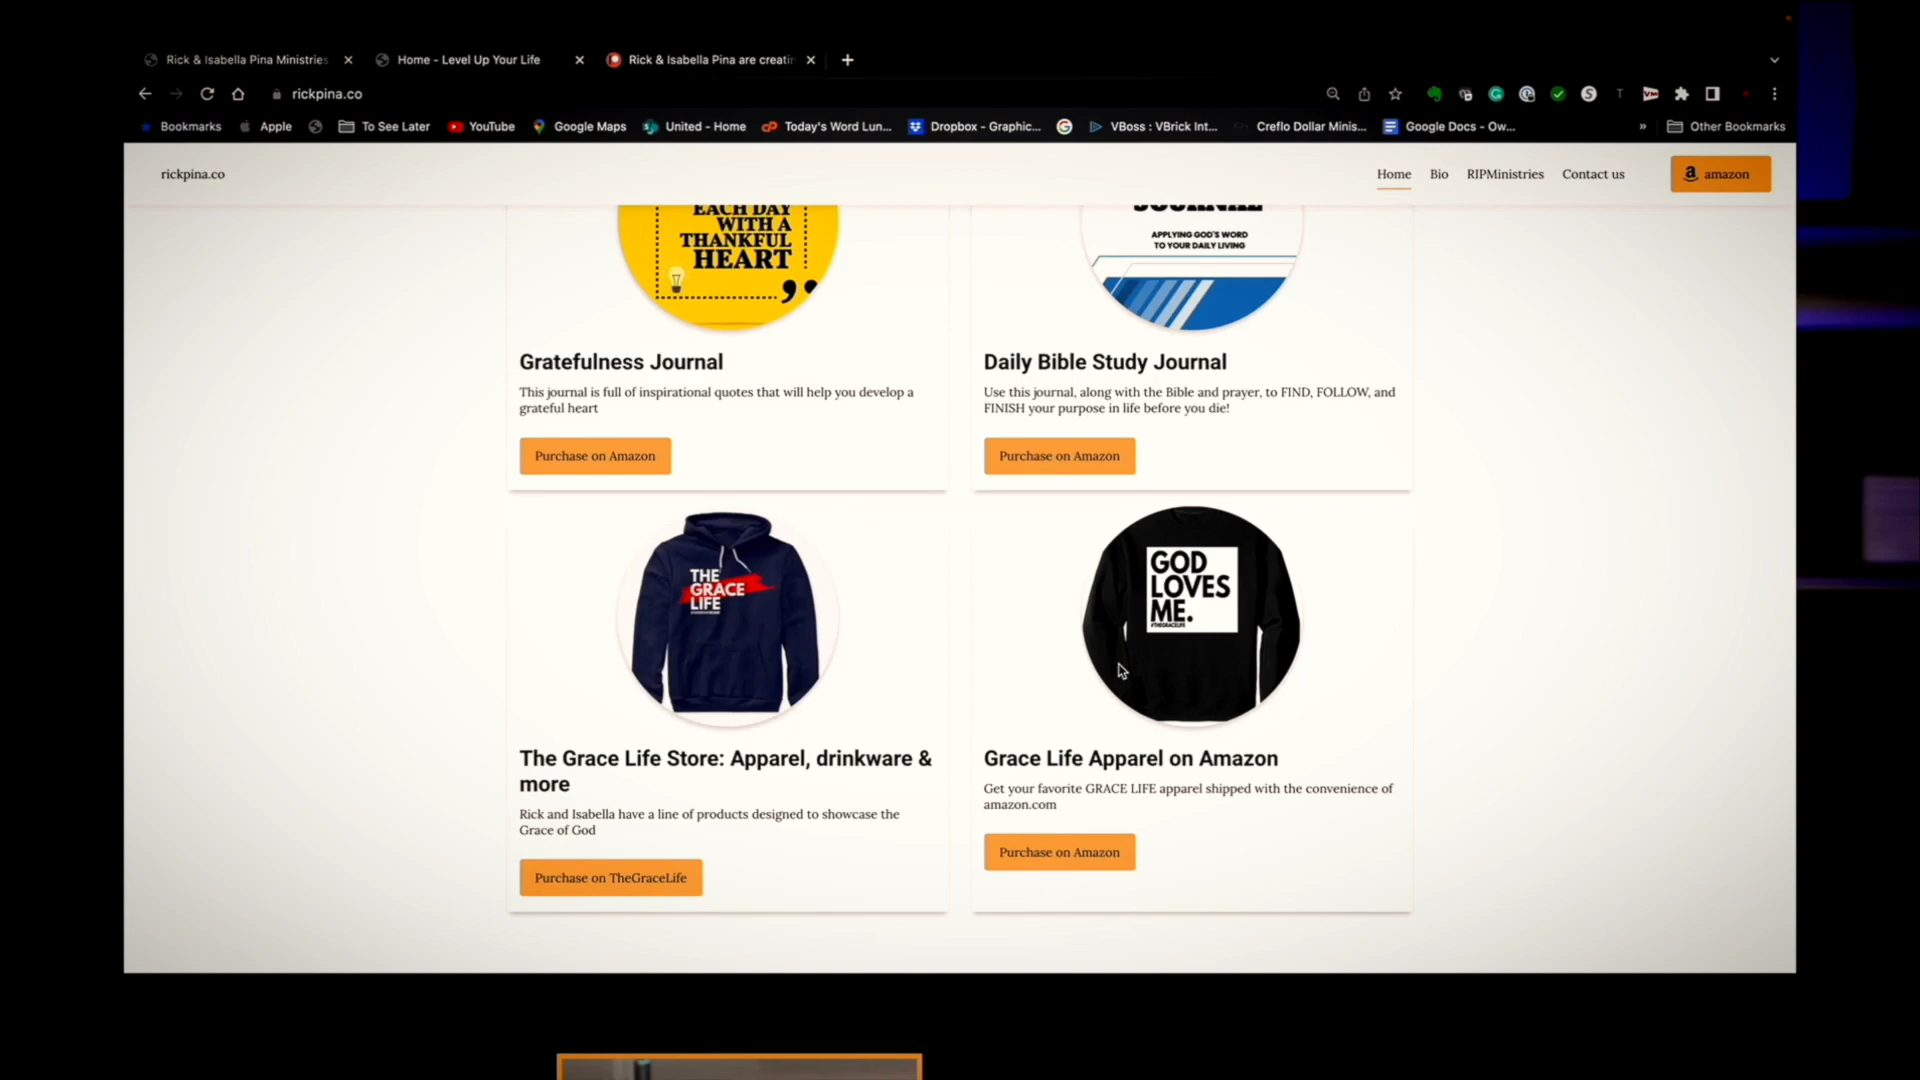 Rick & Isabella Pina Ministries
Home - Level Up Your Life
Rick & Isabella Pina are creatin
rickpina.co
Bookmarks
Apple
To See Later
YouTube
Google Maps
United - Home
Today's Word Lun...
Dropbox - Graphic...
VBoss : VBrick Int...
Creflo Dollar Minis...
Google Docs - Ow...
»
Other Bookmarks
rickpina.co
Home
Bio
RIPMinistries
Contact us
amazon
EACH DAY
WITH A
THANKFUL
HEART
JOURNAL
APPLYING GOD'S WORD
TO YOUR DAILY LIVING
Gratefulness Journal
This journal is full of inspirational quotes that will help you develop a
grateful heart
Purchase on Amazon
Daily Bible Study Journal
Use this journal, along with the Bible and prayer, to FIND, FOLLOW, and
FINISH your purpose in life before you die!
Purchase on Amazon
THE
GRACE
LIFE
GOD
LOVES
ME.
#THEGRACELIFE
The Grace Life Store: Apparel, drinkware &
more
Rick and Isabella have a line of products designed to showcase the
Grace of God
Purchase on TheGraceLife
Grace Life Apparel on Amazon
Get your favorite GRACE LIFE apparel shipped with the convenience of
amazon.com
Purchase on Amazon